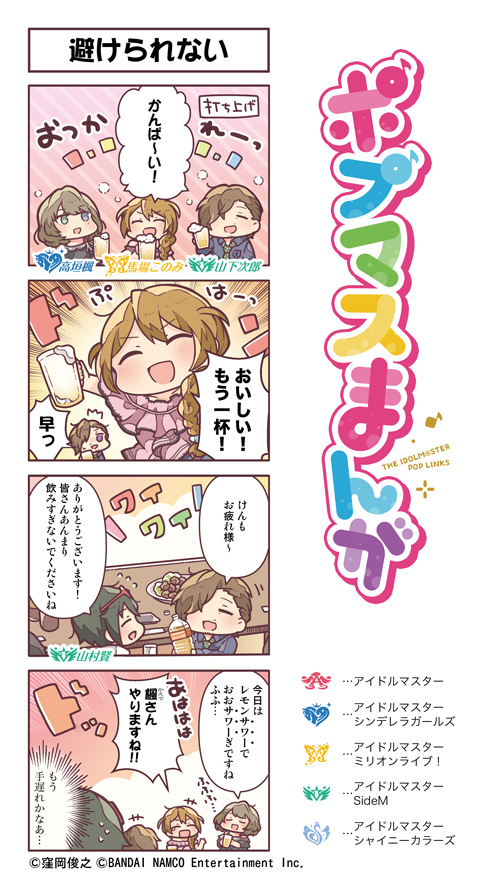 避けられない
打ち上げ
かんぱ〜い！
おっか
れーっ
高垣楓
馬場このみ
山下次郎
ぷ
はーっ
おいしい！
もう一杯！
早っ
ワイ
ワイ
けんも
お疲れ様〜
ありがとうございます！
皆さんあんまり
飲みすぎないでくださいね
山村賢
今日は
レモンサワーで
おおサワーぎですね
ふふ…
あはははは
楓さん
かえで
やりますね!!
ふふふ…
もう
手遅れかなあ…
ポプマスまんが
THE IDOLM@STER
POP LINKS
…アイドルマスター
…アイドルマスター
シンデレラガールズ
…アイドルマスター
ミリオンライブ！
…アイドルマスター
SideM
…アイドルマスター
シャイニーカラーズ
©窪岡俊之 ©BANDAI NAMCO Entertainment Inc.